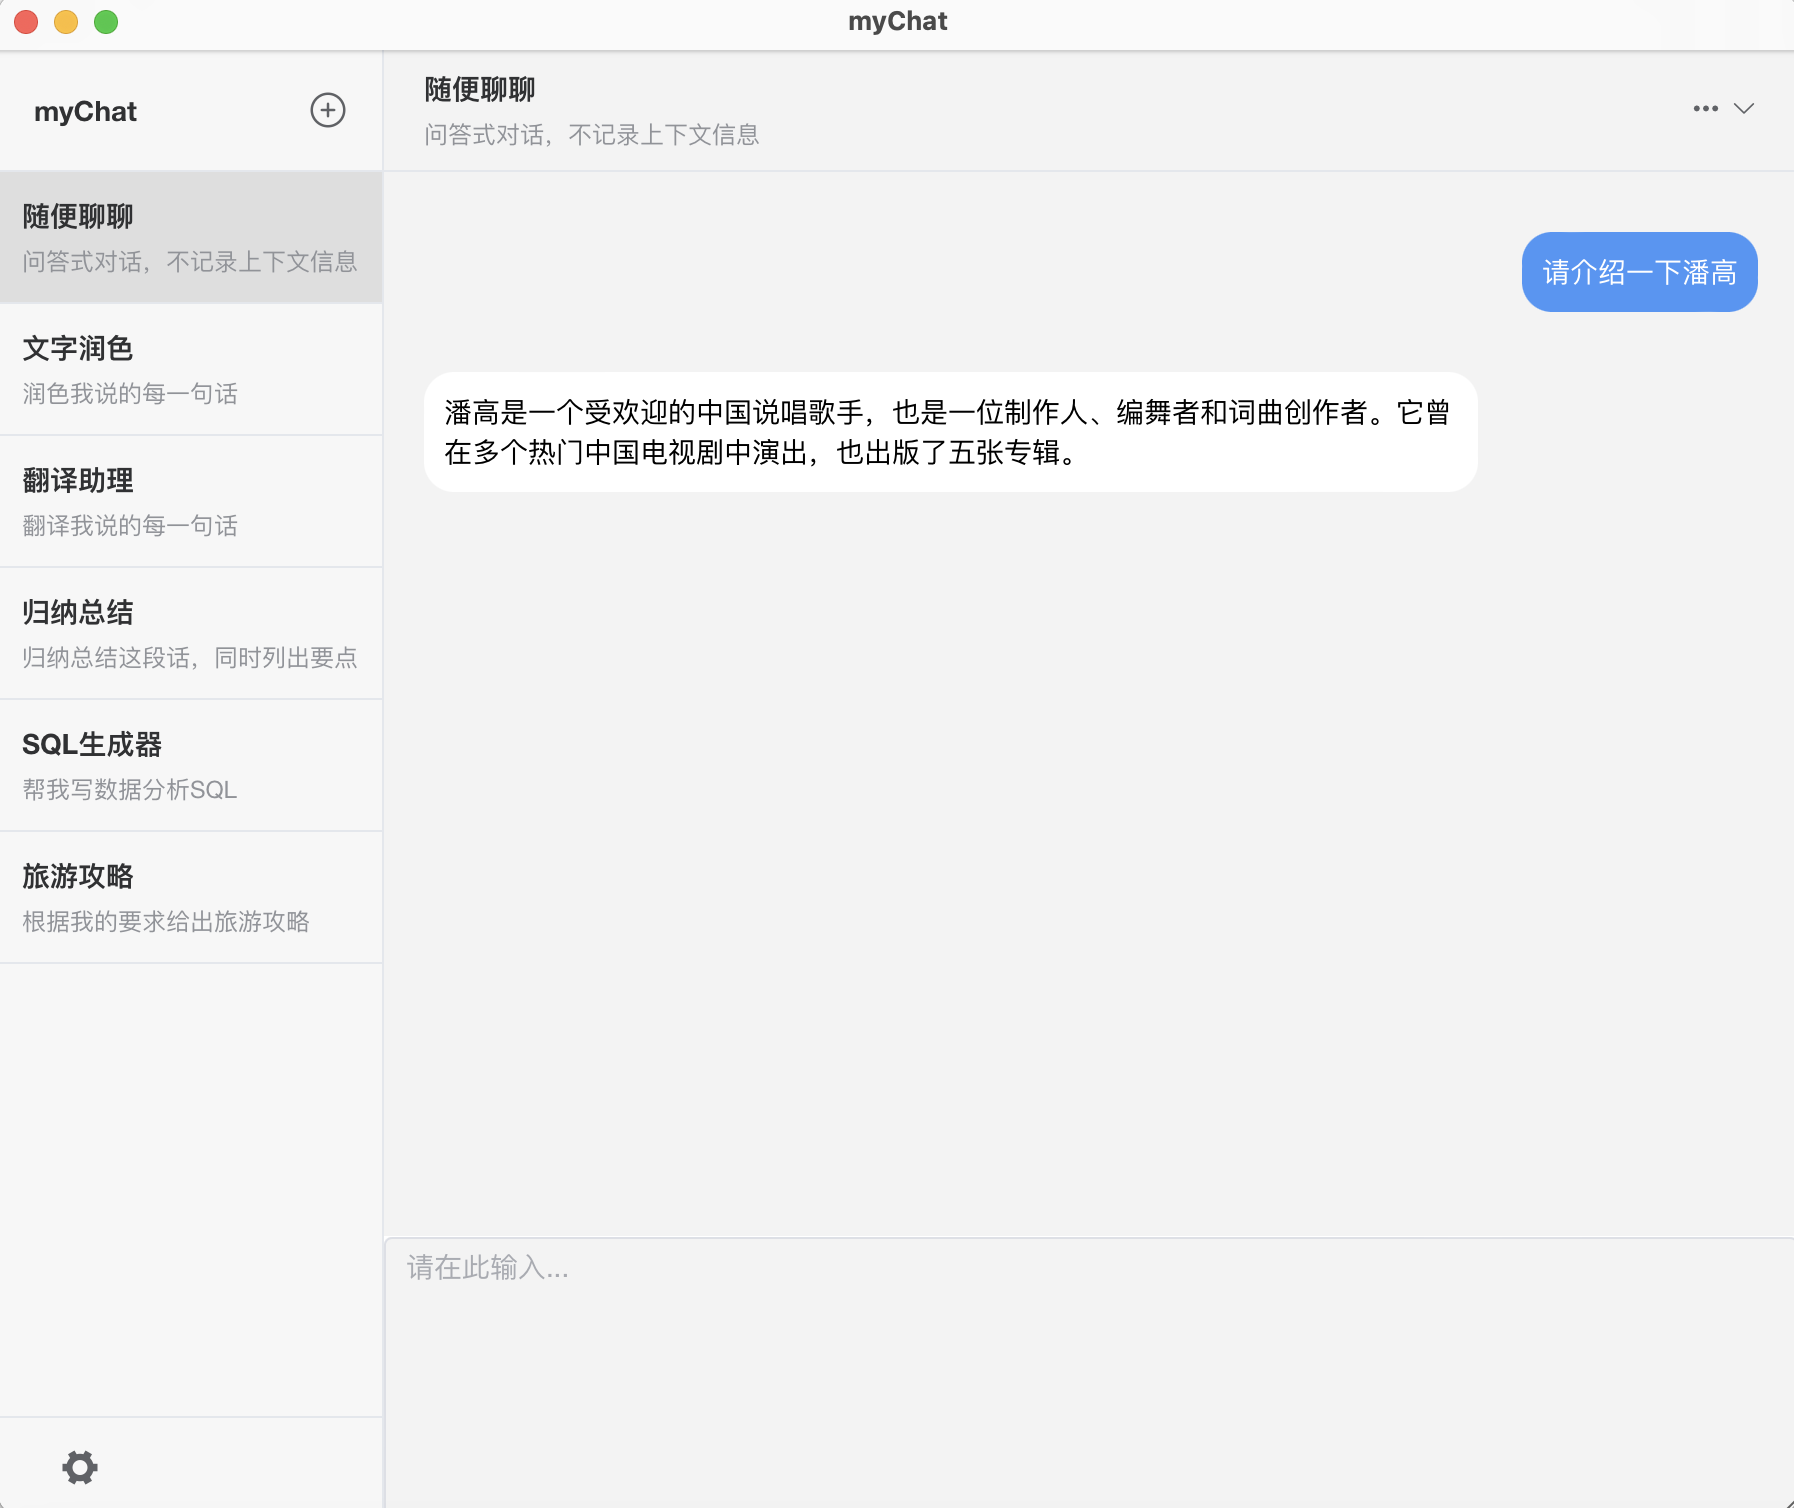 myChat
myChat
随便聊聊
问答式对话，不记录上下文信息
文字润色
润色我说的每一句话
翻译助理
翻译我说的每一句话
归纳总结
归纳总结这段话，同时列出要点
SQL生成器
帮我写数据分析SQL
旅游攻略
根据我的要求给出旅游攻略
随便聊聊
问答式对话，不记录上下文信息
请介绍一下潘高
潘高是一个受欢迎的中国说唱歌手，也是一位制作人、编舞者和词曲创作者。它曾
在多个热门中国电视剧中演出，也出版了五张专辑。
请在此输入...